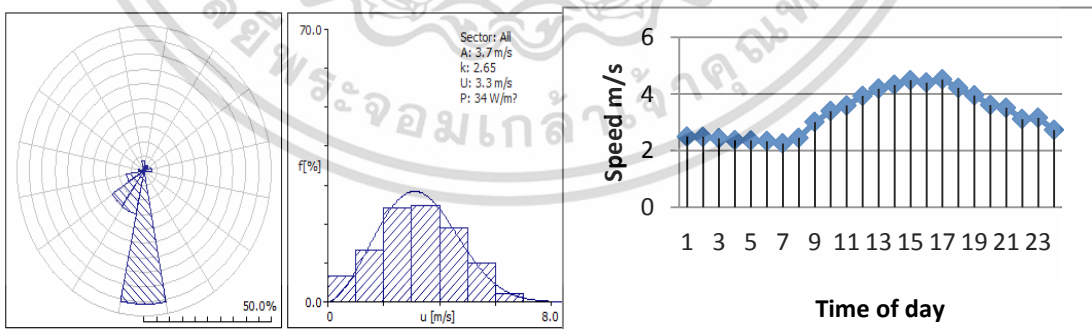 50.0%
70.0
Sector: All
A: 3.7 m/s
k: 2.65
U: 3.3 m/s
P: 34 W/m?
f[%]
0.0
0
u [m/s]
8.0
Speed m/s
6
4
2
0
1 3 5 7 9 11 13 15 17 19 21 23
Time of day